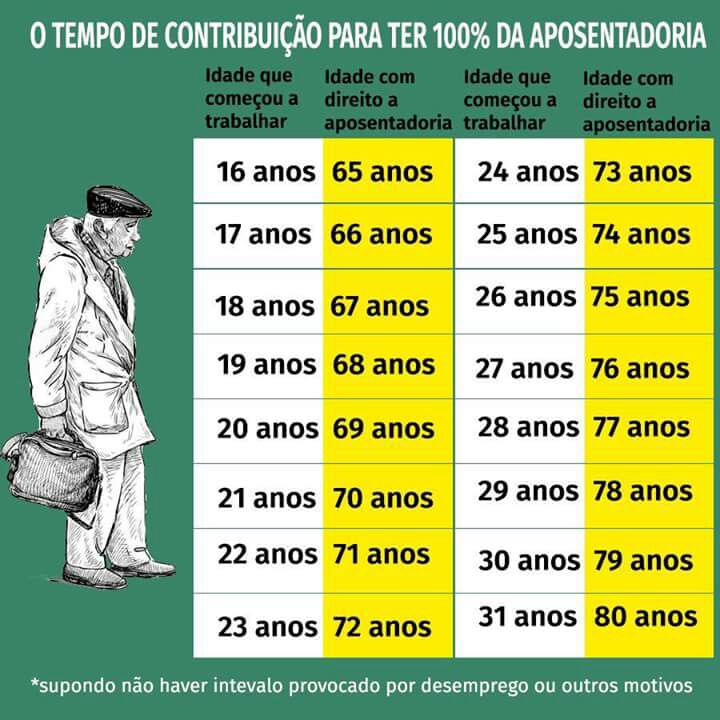 O TEMPO DE CONTRIBUIÇÃO PARA TER 100% DA APOSENTADORIA
Idade que começou a trabalhar Idade com direito a aposentadoria Idade que começou a trabalhar Idade com direito a aposentadoria
16 anos 65 anos 24 anos 73 anos
17 anos 66 anos 25 anos 74 anos
18 anos 67 anos 26 anos 75 anos
19 anos 68 anos 27 anos 76 anos
20 anos 69 anos 28 anos 77 anos
21 anos 70 anos 29 anos 78 anos
22 anos 71 anos 30 anos 79 anos
23 anos 72 anos 31 anos 80 anos
*supondo não haver intevalo provocado por desemprego ou outros motivos